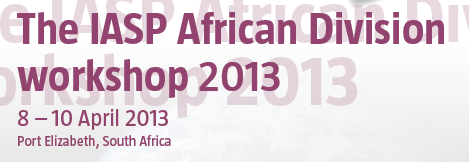 The IASP African Division
workshop 2013
8 – 10 April 2013
Port Elizabeth, South Africa